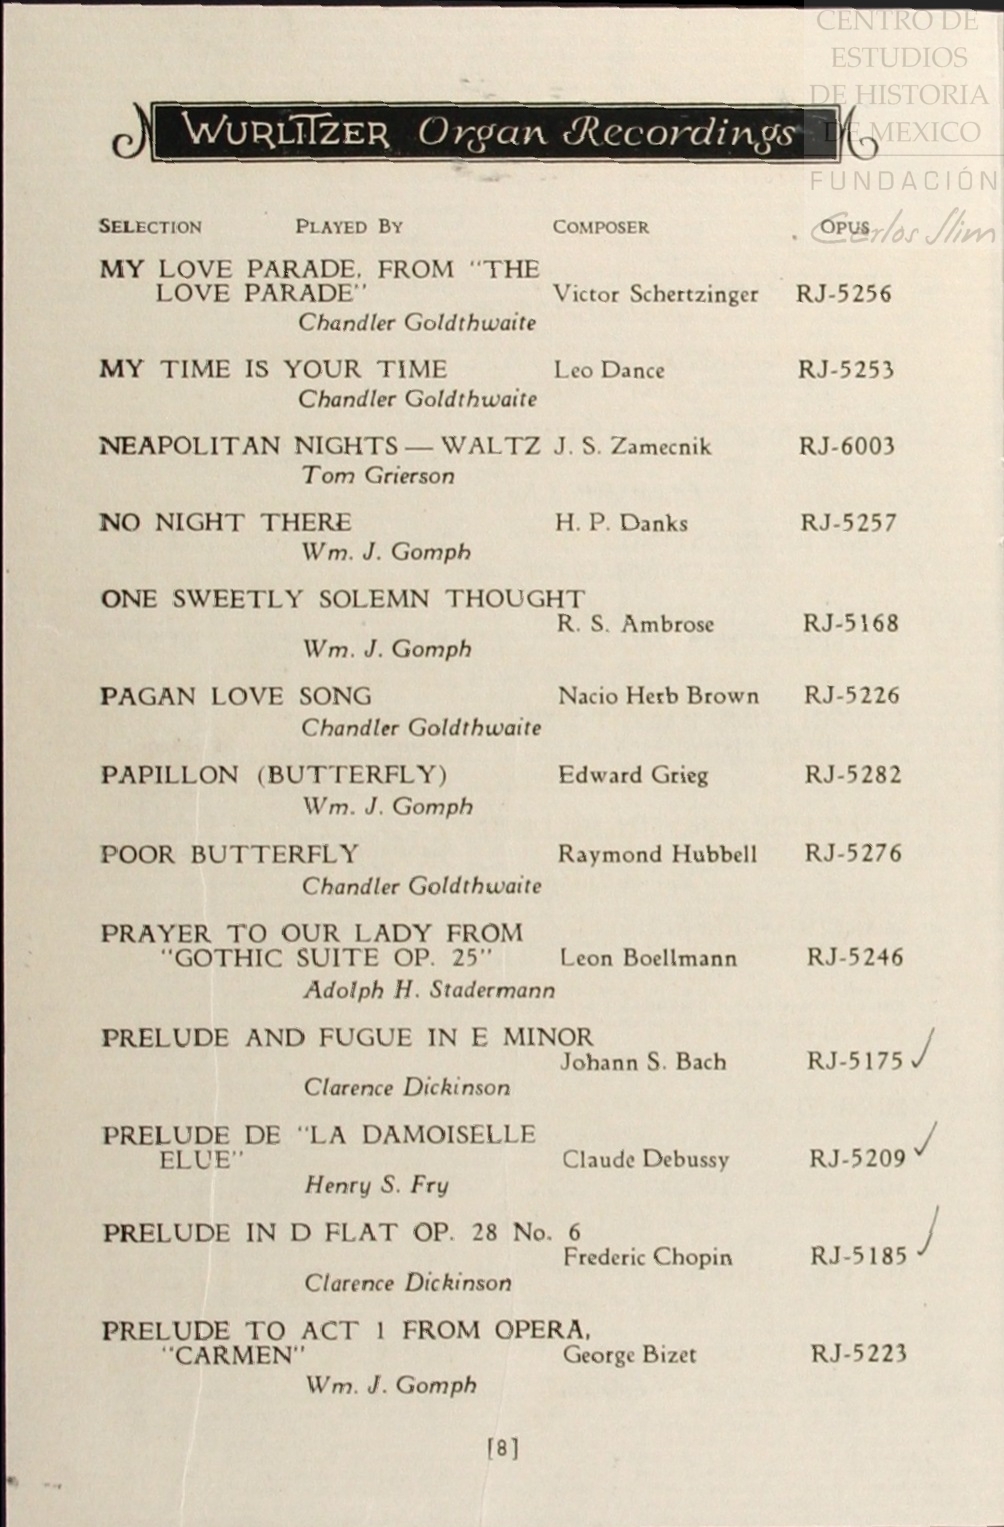 CENTRO DE
ESTUDIOS
DE HISTORIA
DE MEXICO
FUNDACIÓN
Carlos Slim
WURLITZER Organ Recordings
SELECTION PLAYED BY COMPOSER OPUS
MY LOVE PARADE, FROM "THE
LOVE PARADE" Victor Schertzinger RJ-5256
Chandler Goldthwaite
MY TIME IS YOUR TIME Leo Dance RJ-5253
Chandler Goldthwaite
NEAPOLITAN NIGHTS — WALTZ J. S. Zamecnik RJ-6003
Tom Grierson
NO NIGHT THERE H. P. Danks RJ-5257
Wm. J. Gomph
ONE SWEETLY SOLEMN THOUGHT
R. S. Ambrose RJ-5168
Wm. J. Gomph
PAGAN LOVE SONG Nacio Herb Brown RJ-5226
Chandler Goldthwaite
PAPILLON (BUTTERFLY) Edward Grieg RJ-5282
Wm. J. Gomph
POOR BUTTERFLY Raymond Hubbell RJ-5276
Chandler Goldthwaite
PRAYER TO OUR LADY FROM
"GOTHIC SUITE OP. 25" Leon Boellmann RJ-5246
Adolph H. Stadermann
PRELUDE AND FUGUE IN E MINOR
Johann S. Bach RJ-5175
Clarence Dickinson
PRELUDE DE "LA DAMOISELLE
ELUE" Claude Debussy RJ-5209
Henry S. Fry
PRELUDE IN D FLAT OP. 28 No. 6
Frederic Chopin RJ-5185
Clarence Dickinson
PRELUDE TO ACT 1 FROM OPERA,
"CARMEN" George Bizet RJ-5223
Wm. J. Gomph
[8]